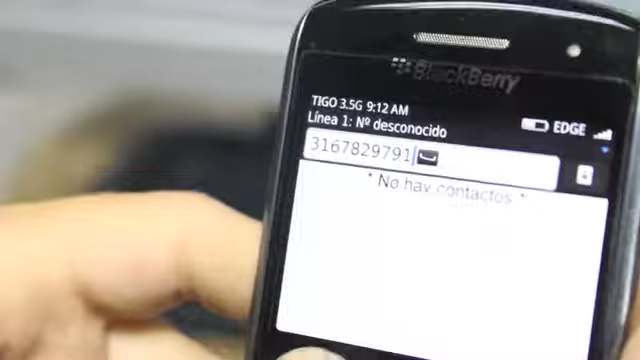 BlackBerry
TIGO 3.5G 9:12 AM
EDGE
Línea 1: Nº desconocido
3167829791
* No hay contactos *